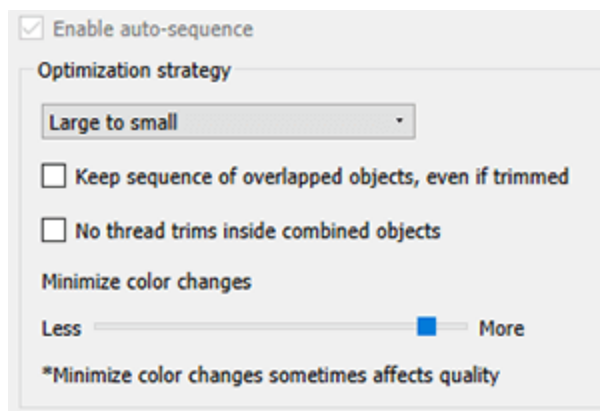 Enable auto-sequence
Optimization strategy
Large to small
Keep sequence of overlapped objects, even if trimmed
No thread trims inside combined objects
Minimize color changes
Less More
*Minimize color changes sometimes affects quality